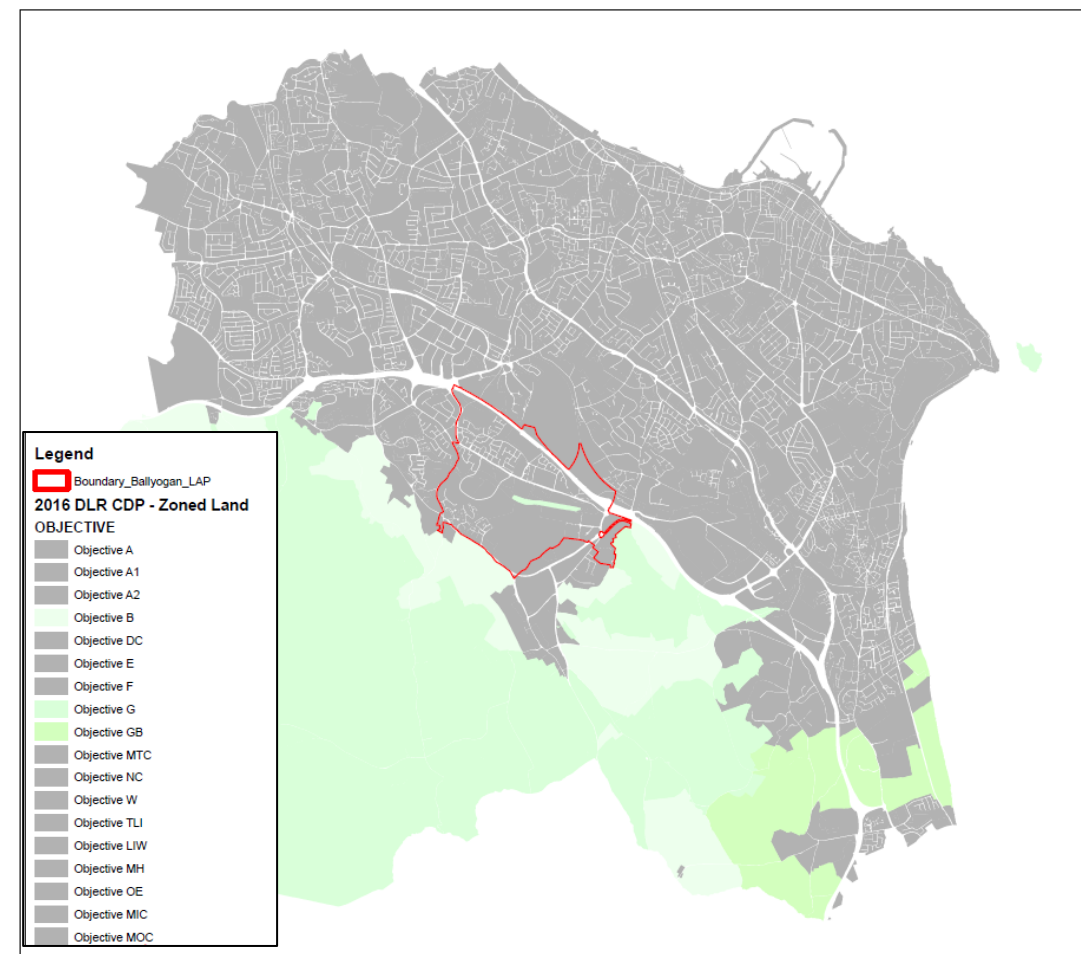 Legend
Boundary_Ballyogan_LAP
2016 DLR CDP - Zoned Land
OBJECTIVE
Objective A
Objective A1
Objective A2
Objective B
Objective DC
Objective E
Objective F
Objective G
Objective GB
Objective MTC
Objective NC
Objective W
Objective TLI
Objective LIW
Objective MH
Objective OE
Objective MIC
Objective MOC